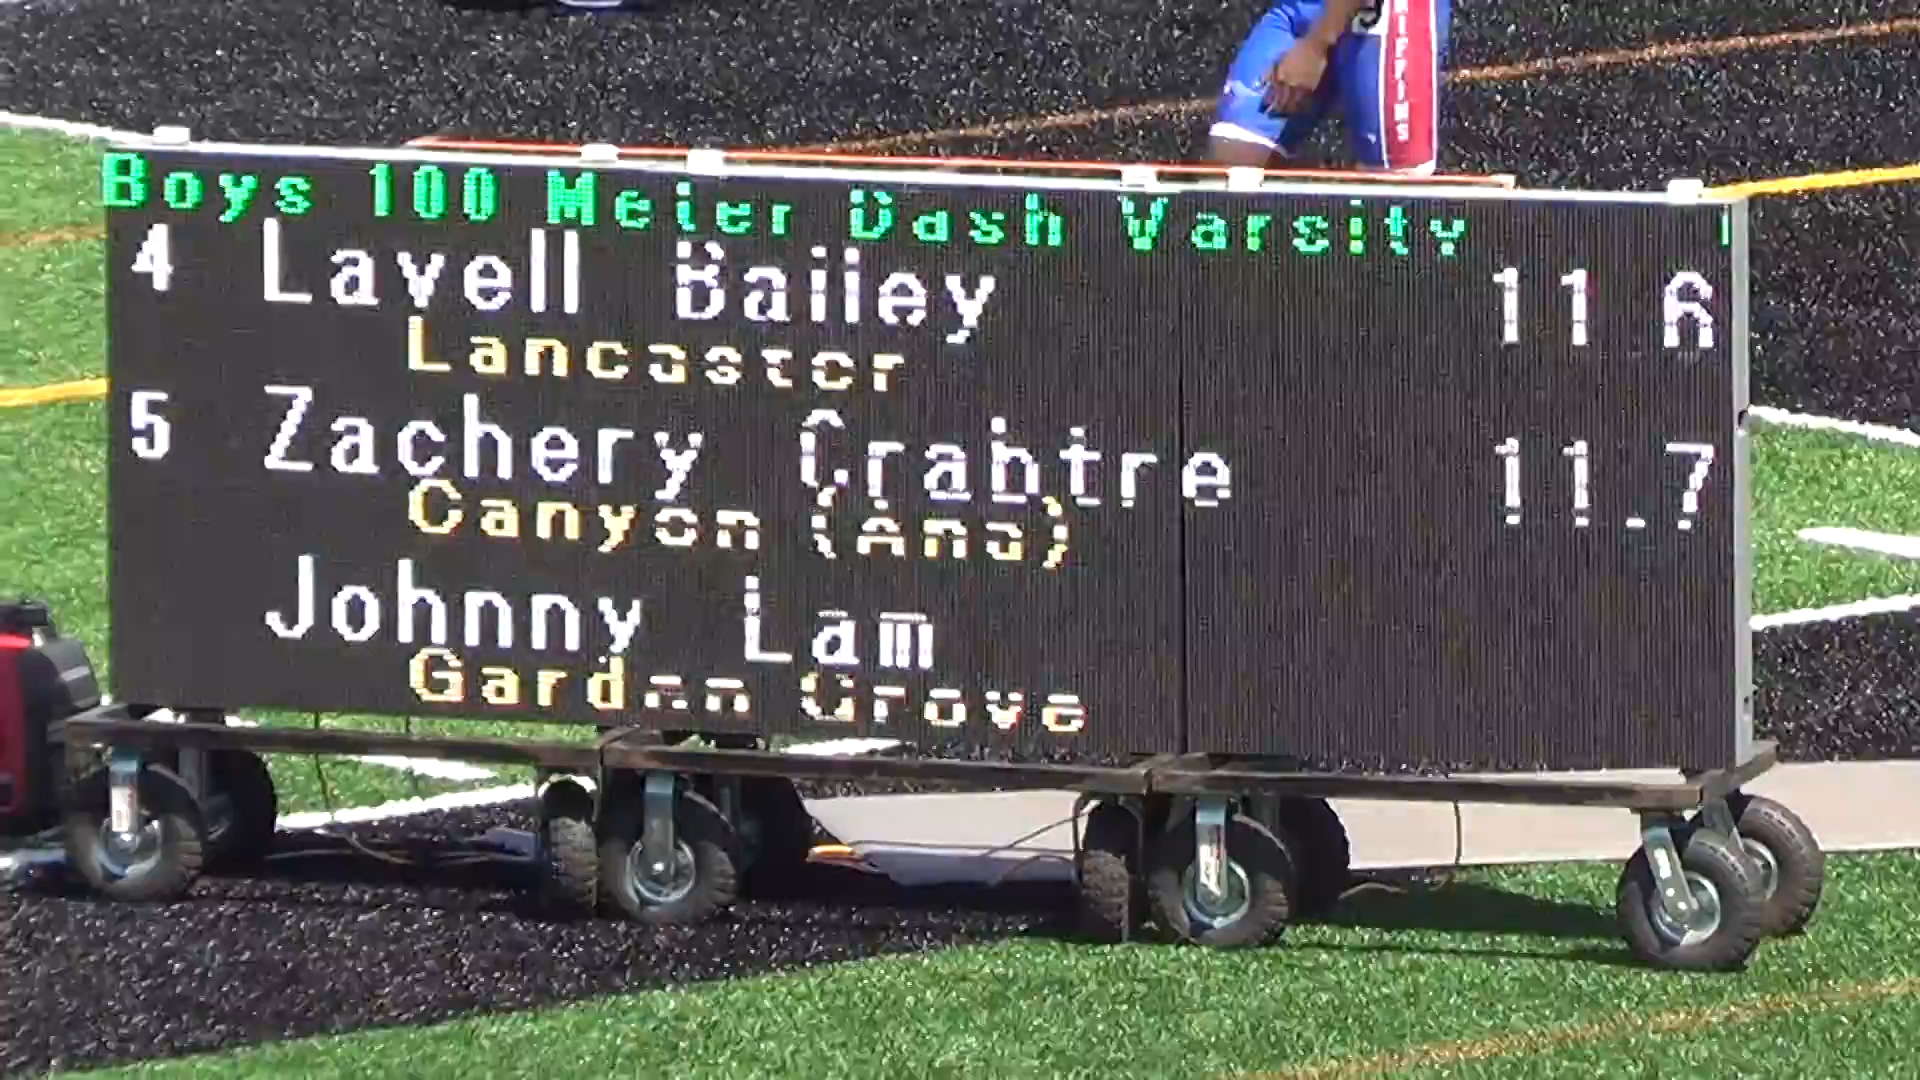 Boys 100 Meter Dash Varsity
4 Lavell Bailey 11.6
Lancaster
5 Zachery Crabtre 11.7
Canyon (Ana)
Johnny Lam
Garden Grove